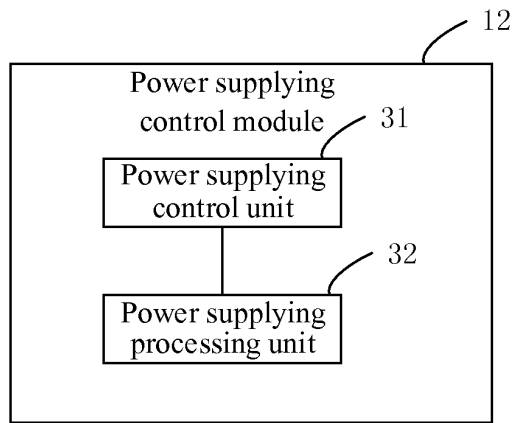 12
Power supplying
control module
31
Power supplying
control unit
32
Power supplying
processing unit